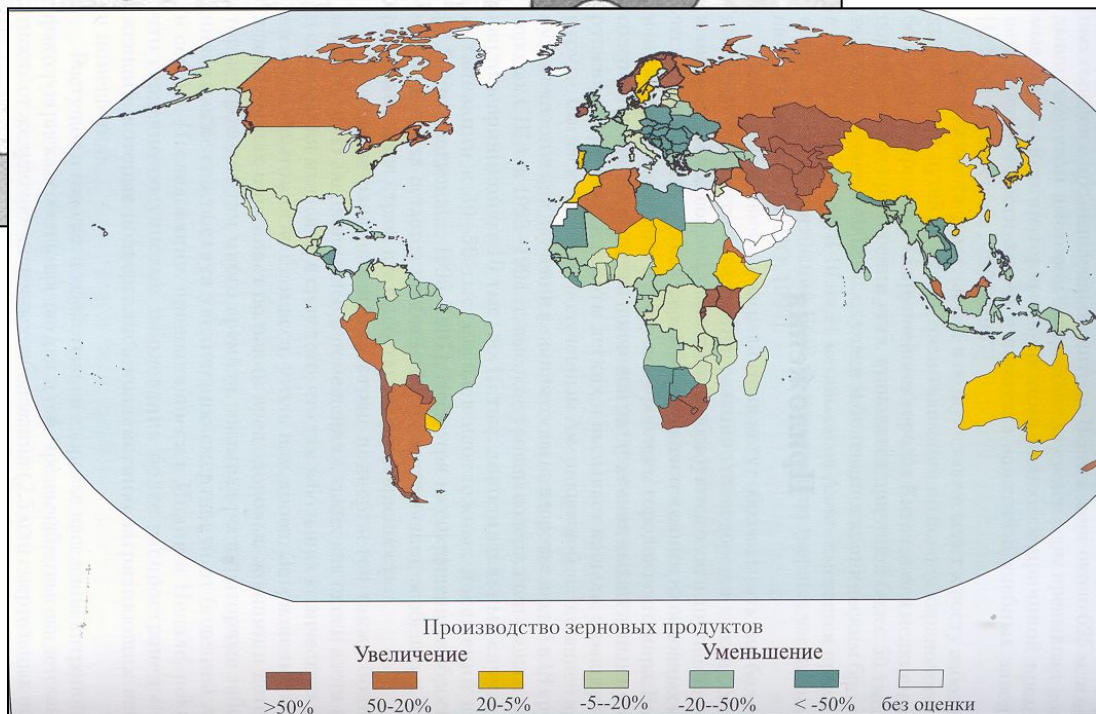 Производство зерновых продуктов
Увеличение Уменьшение
>50% 50-20% 20-5% -5--20% -20--50% < -50% без оценки